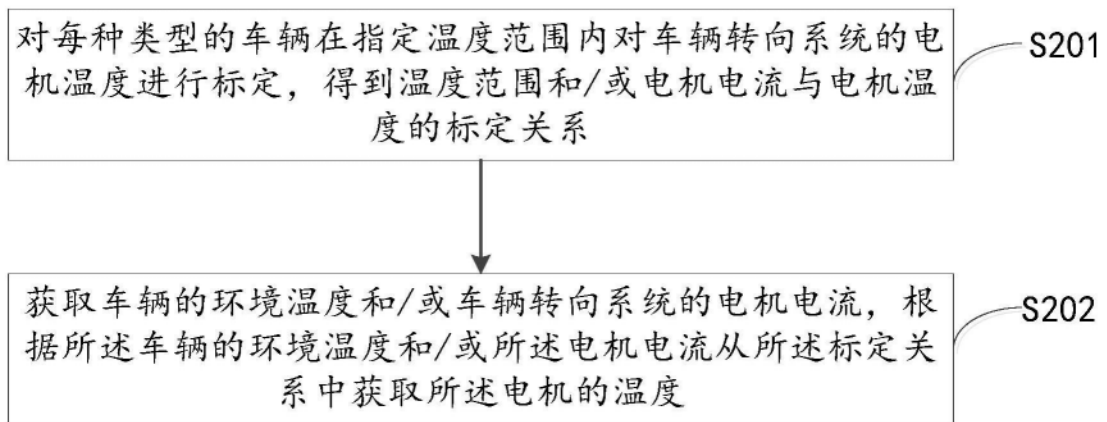 对每种类型的车辆在指定温度范围内对车辆转向系统的电
机温度进行标定，得到温度范围和/或电机电流与电机温
度的标定关系
S201
获取车辆的环境温度和/或车辆转向系统的电机电流，根
据所述车辆的环境温度和/或所述电机电流从所述标定关
系中获取所述电机的温度
S202